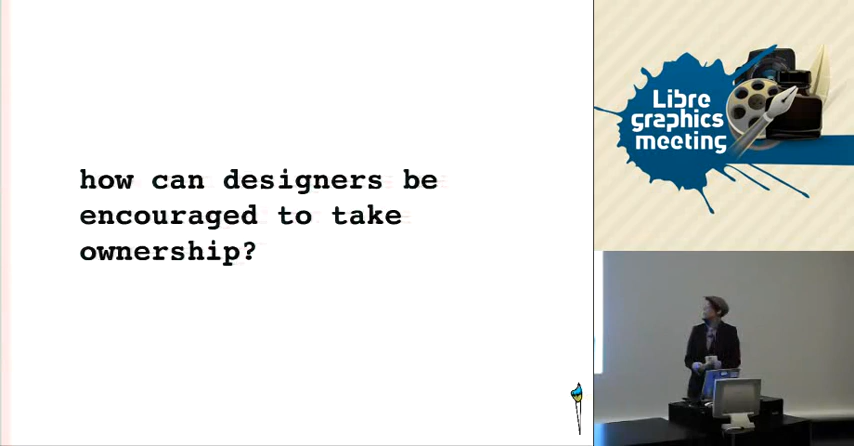 how can designers be
encouraged to take
ownership?
Libre
graphics
meeting